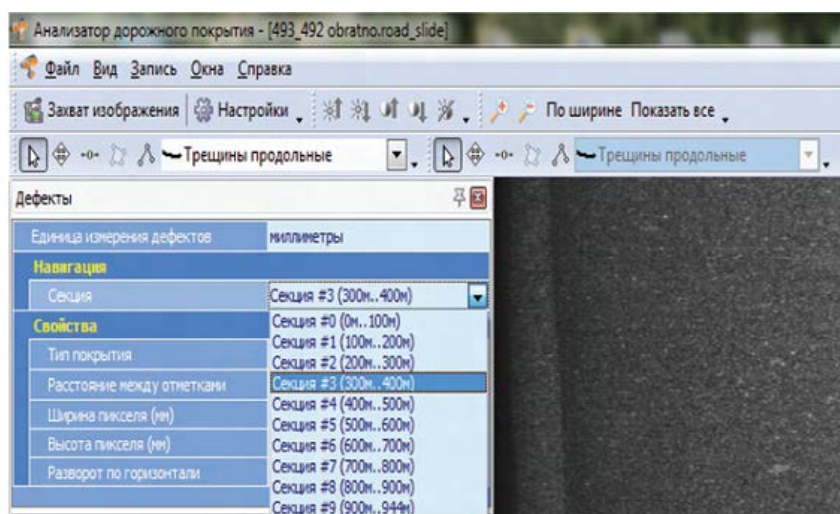 Анализатор дорожного покрытия - [493_492 obratno.road_slide]
Файл Вид Запись Окна Справка
Захват изображения Настройки По ширине Показать все
Трещины продольные Трещины продольные
Дефекты
Единица измерения дефектов миллиметры
Навигация
Секция Секция #3 (300м..400м)
Свойства Секция #0 (0м..100м)
Секция #1 (100м..200м)
Тип покрытия Секция #2 (200м..300м)
Расстояние между отметками Секция #3 (300м..400м)
Секция #4 (400м..500м)
Ширина пикселя (мм) Секция #5 (500м..600м)
Секция #6 (600м..700м)
Высота пикселя (мм) Секция #7 (700м..800м)
Разворот по горизонтали Секция #8 (800м..900м)
Секция #9 (900м..944м)